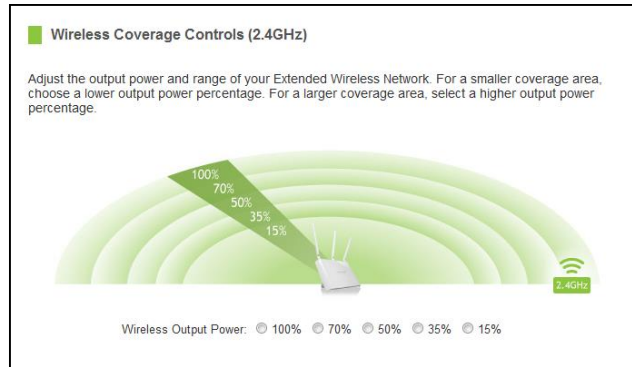 Wireless Coverage Controls (2.4GHz)
Adjust the output power and range of your Extended Wireless Network. For a smaller coverage area,
choose a lower output power percentage. For a larger coverage area, select a higher output power
percentage.
100%
70%
50%
35%
15%
2.4GHz
Wireless Output Power: 100% 70% 50% 35% 15%